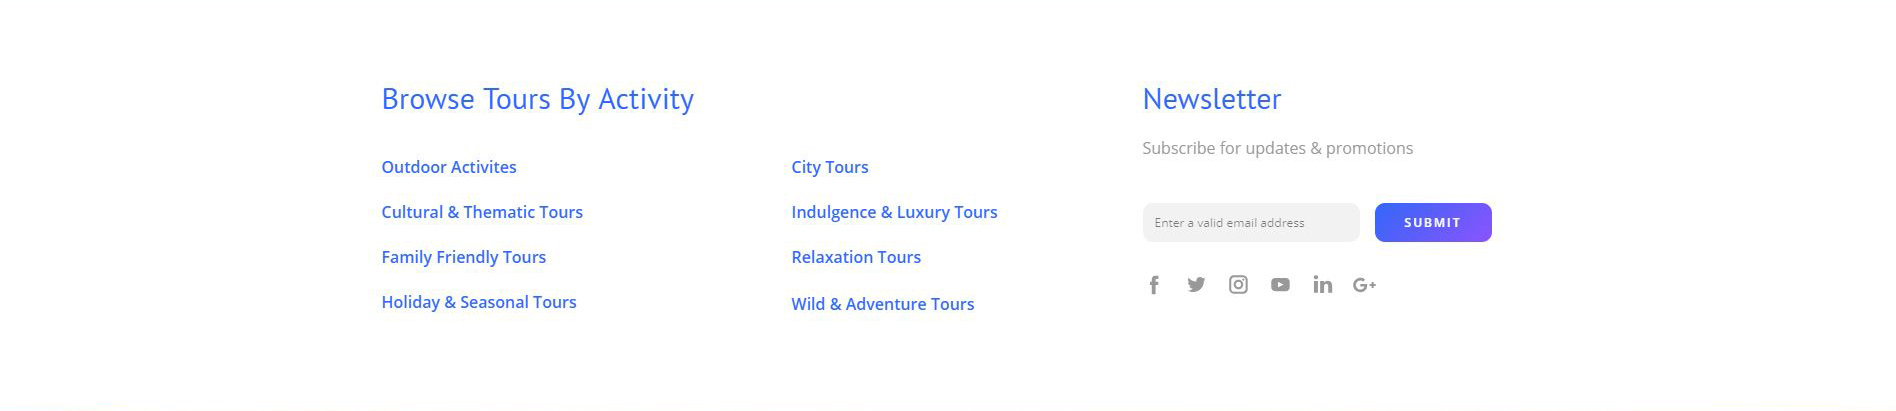 Browse Tours By Activity
Outdoor Activites
Cultural & Thematic Tours
Family Friendly Tours
Holiday & Seasonal Tours
City Tours
Indulgence & Luxury Tours
Relaxation Tours
Wild & Adventure Tours
Newsletter
Subscribe for updates & promotions
Enter a valid email address
SUBMIT